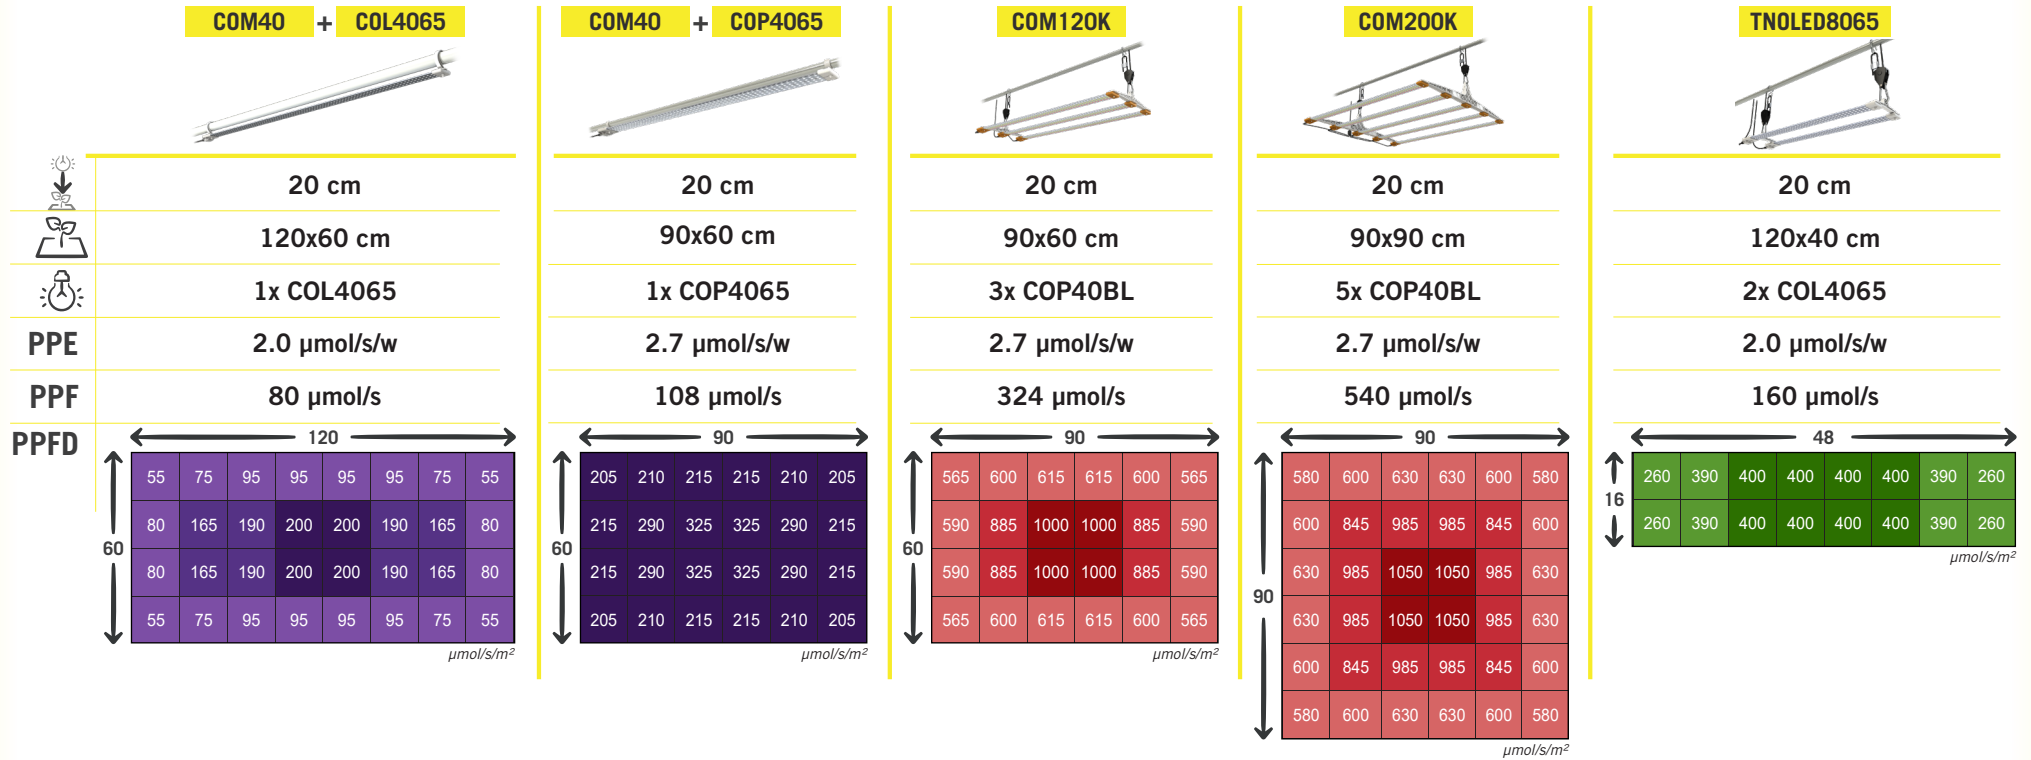 COM40 + COL4065
COM40 + COP4065
COM120K
COM200K
TNOLED8065
20 cm 20 cm 20 cm 20 cm 20 cm
120x60 cm 90x60 cm 90x60 cm 90x90 cm 120x40 cm
1x COL4065 1x COP4065 3x COP40BL 5x COP40BL 2x COL4065
PPE 2.0 µmol/s/w 2.7 µmol/s/w 2.7 µmol/s/w 2.7 µmol/s/w 2.0 µmol/s/w
PPF 80 µmol/s 108 µmol/s 324 µmol/s 540 µmol/s 160 µmol/s
PPFD
120
60
55 75 95 95 95 95 75 55
80 165 190 200 200 190 165 80
80 165 190 200 200 190 165 80
55 75 95 95 95 95 75 55
µmol/s/m²
90
60
205 210 215 215 210 205
215 290 325 325 290 215
215 290 325 325 290 215
205 210 215 215 210 205
µmol/s/m²
90
60
565 600 615 615 600 565
590 885 1000 1000 885 590
590 885 1000 1000 885 590
565 600 615 615 600 565
µmol/s/m²
90
90
580 600 630 630 600 580
600 845 985 985 845 600
630 985 1050 1050 985 630
630 985 1050 1050 985 630
600 845 985 985 845 600
580 600 630 630 600 580
µmol/s/m²
48
16
260 390 400 400 400 400 390 260
260 390 400 400 400 400 390 260
µmol/s/m²